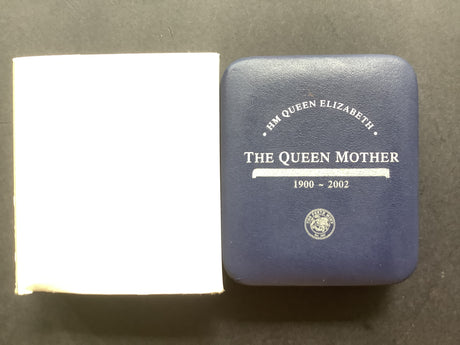 • HM QUEEN ELIZABETH •
THE QUEEN MOTHER
1900 ~ 2002